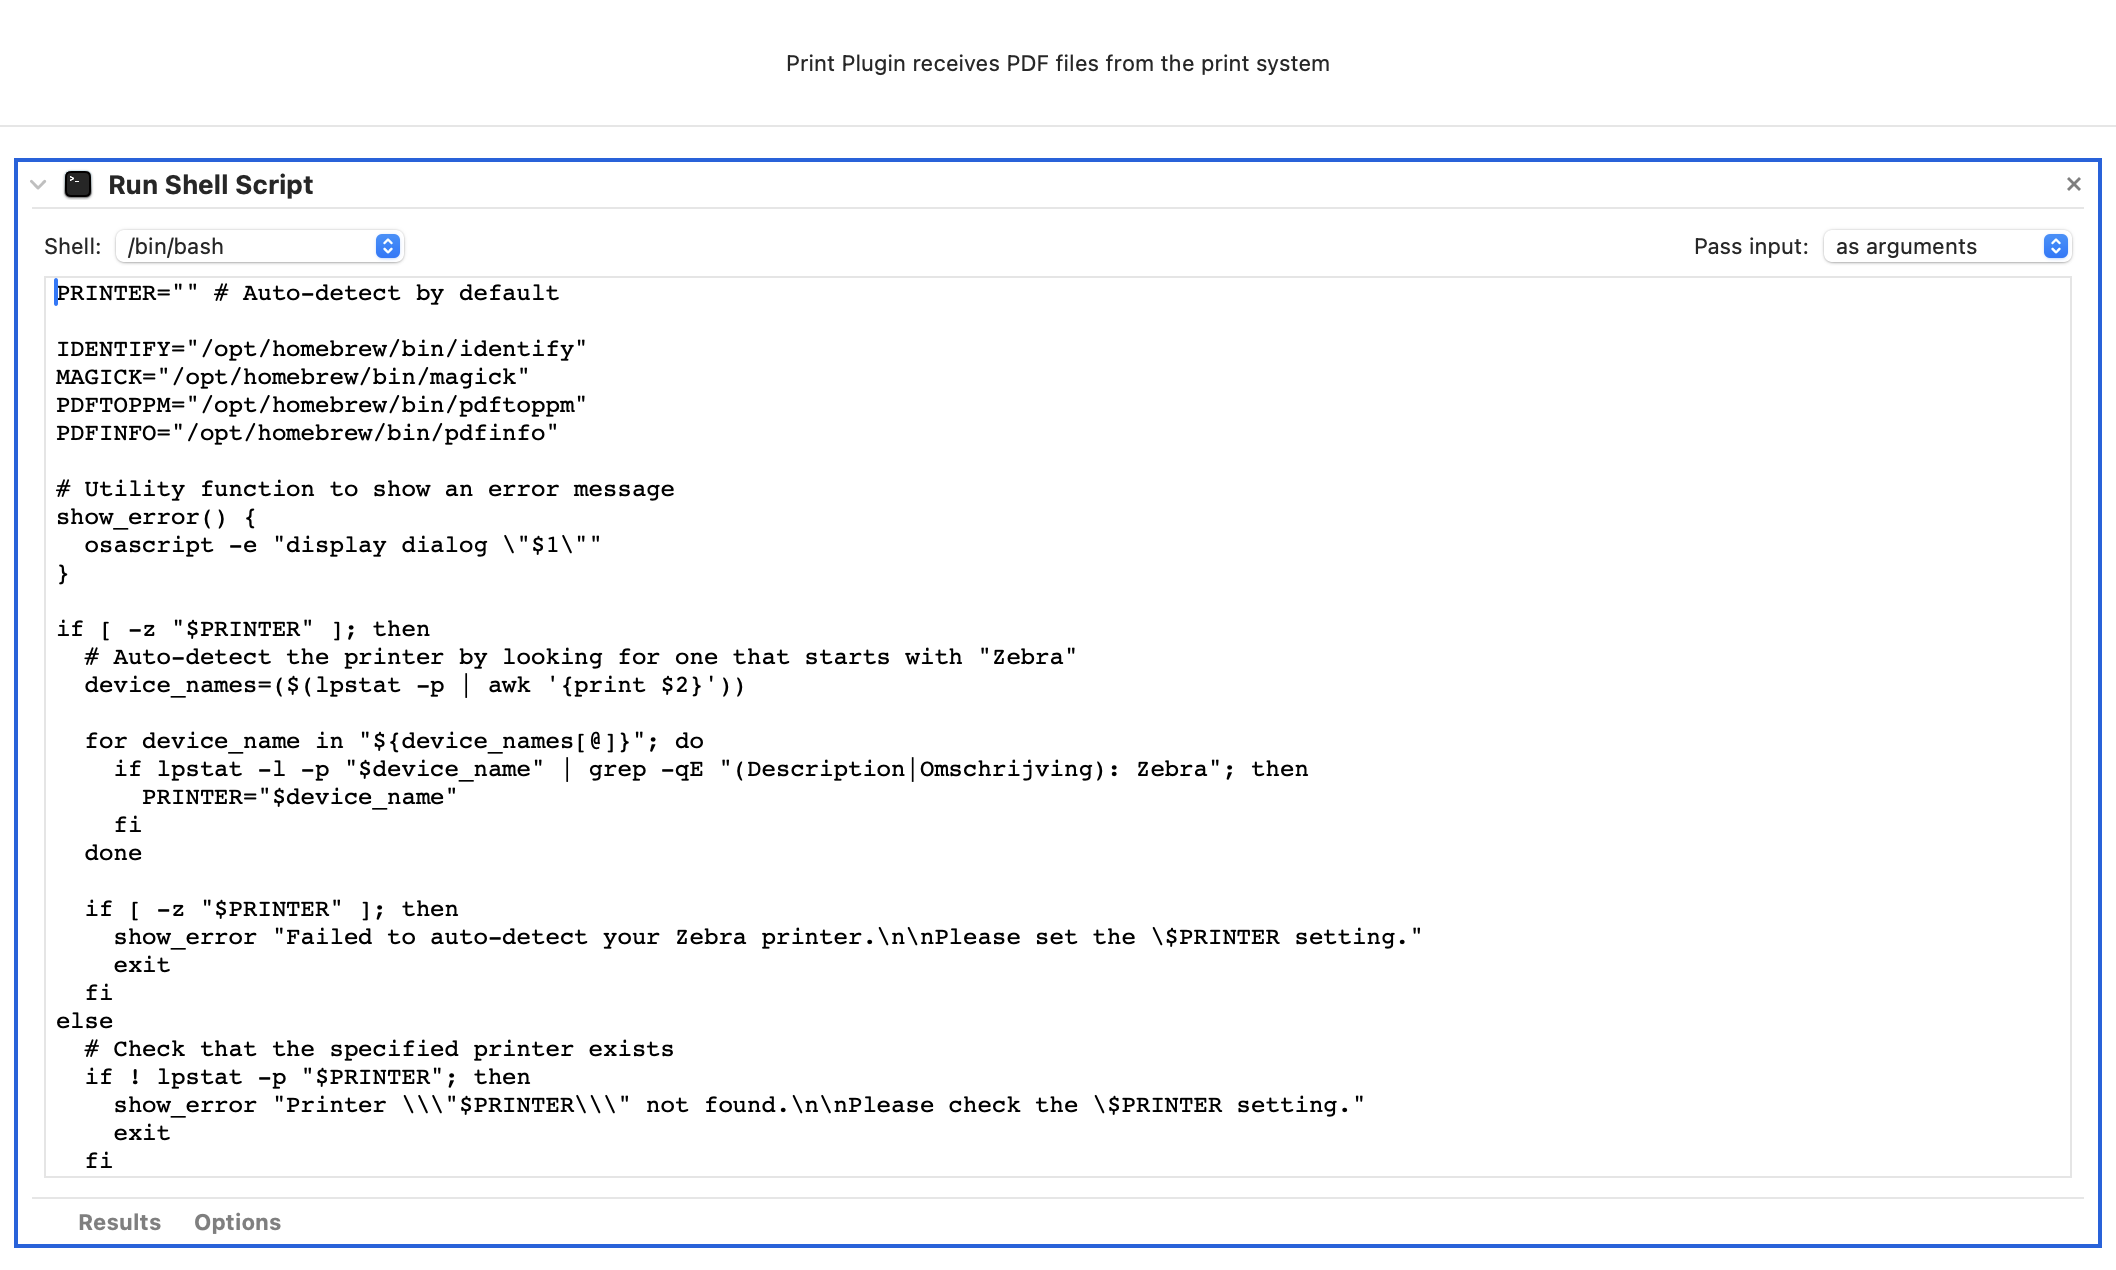 Print Plugin receives PDF files from the print system
Run Shell Script
Shell: /bin/bash Pass input: as arguments
PRINTER="" # Auto-detect by default
IDENTIFY="/opt/homebrew/bin/identify"
MAGICK="/opt/homebrew/bin/magick"
PDFTOPPM="/opt/homebrew/bin/pdftoppm"
PDFINFO="/opt/homebrew/bin/pdfinfo"
# Utility function to show an error message
show_error() {
  osascript -e "display dialog \"$1\""
}
if [ -z "$PRINTER" ]; then
  # Auto-detect the printer by looking for one that starts with "Zebra"
  device_names=($(lpstat -p | awk '{print $2}'))
  for device_name in "${device_names[@]}"; do
    if lpstat -l -p "$device_name" | grep -qE "(Description|Omschrijving): Zebra"; then
      PRINTER="$device_name"
    fi
  done
  if [ -z "$PRINTER" ]; then
    show_error "Failed to auto-detect your Zebra printer.\n\nPlease set the \$PRINTER setting."
    exit
  fi
else
  # Check that the specified printer exists
  if ! lpstat -p "$PRINTER"; then
    show_error "Printer \\\"$PRINTER\\\" not found.\n\nPlease check the \$PRINTER setting."
    exit
  fi
Results Options